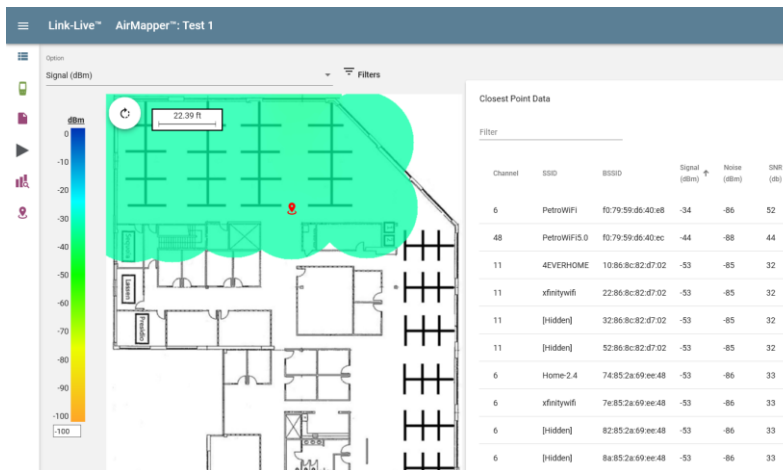 Link-Live™ AirMapper™: Test 1
Option
Signal (dBm)
Filters
22.39 ft
dBm
0
-10
-20
-30
-40
-50
-60
-70
-80
-90
-100
-100
Lassen
Presidio
Closest Point Data
Filter
Channel SSID BSSID Signal (dBm) Noise (dBm) SNR (db)
6 PetroWiFi f0:79:59:d6:40:e8 -34 -86 52
48 PetroWiFi5.0 f0:79:59:d6:40:ec -44 -88 44
11 4EVERHOME 10:86:8c:82:d7:02 -53 -85 32
11 xfinitywifi 22:86:8c:82:d7:02 -53 -85 32
11 [Hidden] 32:86:8c:82:d7:02 -53 -85 32
11 [Hidden] 52:86:8c:82:d7:02 -53 -85 32
6 Home-2.4 74:85:2a:69:ee:48 -53 -86 33
6 xfinitywifi 7e:85:2a:69:ee:48 -53 -86 33
6 [Hidden] 82:85:2a:69:ee:48 -53 -86 33
6 [Hidden] 8a:85:2a:69:ee:48 -53 -86 33